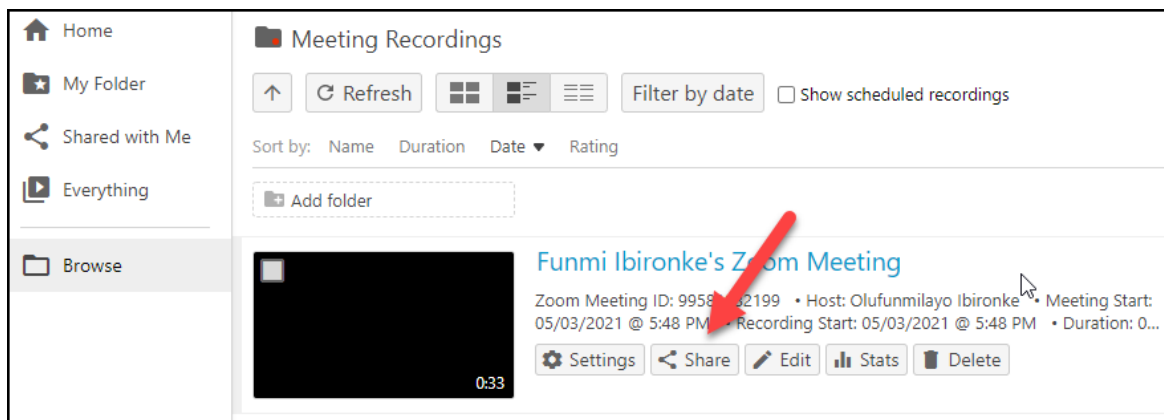 Home
My Folder
Shared with Me
Everything
Browse
Meeting Recordings
Refresh
Filter by date
Show scheduled recordings
Sort by: Name Duration Date Rating
Add folder
0:33
Funmi Ibironke's Zoom Meeting
Zoom Meeting ID: 2199 • Host: Olufunmilayo Ibironke • Meeting Start:
05/03/2021 @ 5:48 PM • Recording Start: 05/03/2021 @ 5:48 PM • Duration: 0...
Settings Share Edit Stats Delete